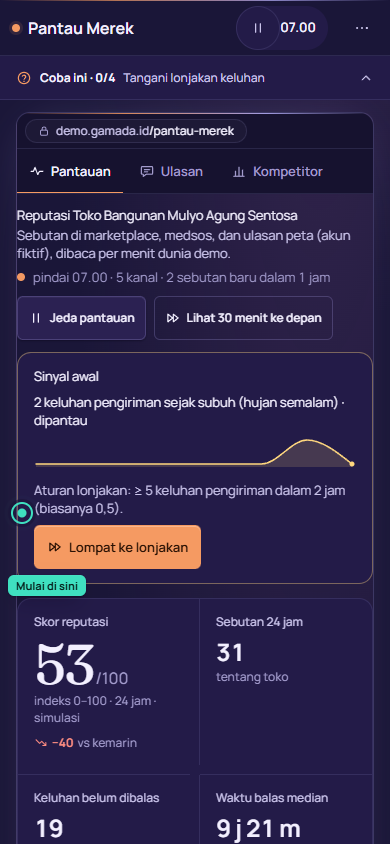 Pantau Merek
07.00
Coba ini · 0/4 Tangani lonjakan keluhan
demo.gamada.id/pantau-merek
Pantauan Ulasan Kompetitor
Reputasi Toko Bangunan Mulyo Agung Sentosa
Sebutan di marketplace, medsos, dan ulasan peta (akun
fiktif), dibaca per menit dunia demo.
pindai 07.00 · 5 kanal · 2 sebutan baru dalam 1 jam
Jeda pantauan Lihat 30 menit ke depan
Sinyal awal
2 keluhan pengiriman sejak subuh (hujan semalam) ·
dipantau
Aturan lonjakan: ≥ 5 keluhan pengiriman dalam 2 jam
(biasanya 0,5).
Lompat ke lonjakan
Mulai di sini
Skor reputasi
53/100
indeks 0–100 · 24 jam ·
simulasi
−40 vs kemarin
Sebutan 24 jam
31
tentang toko
Keluhan belum dibalas
19
Waktu balas median
9 j 21 m